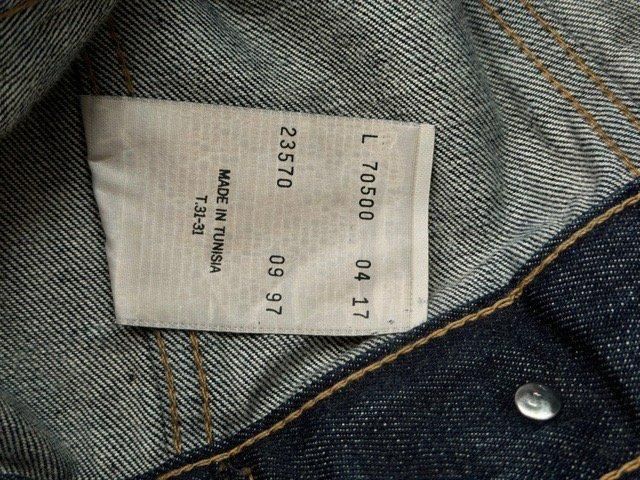 L 70500 04 17
23570 09 97
MADE IN TUNISIA
T.31-31